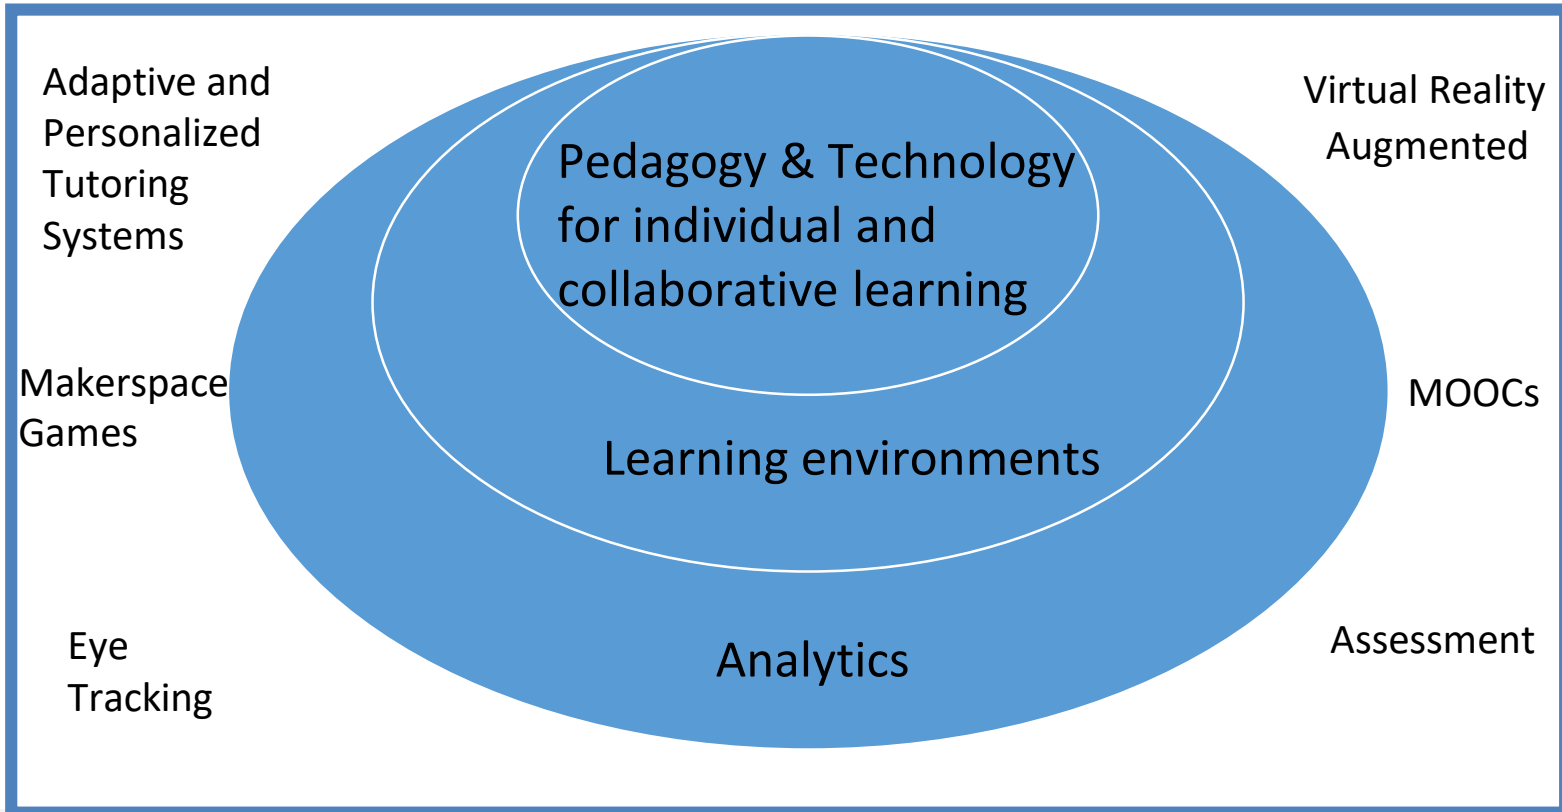 Adaptive and
Personalized
Tutoring
Systems
Virtual Reality
Augmented
Pedagogy & Technology
for individual and
collaborative learning
Makerspace
Games
MOOCs
Learning environments
Eye
Tracking
Analytics
Assessment